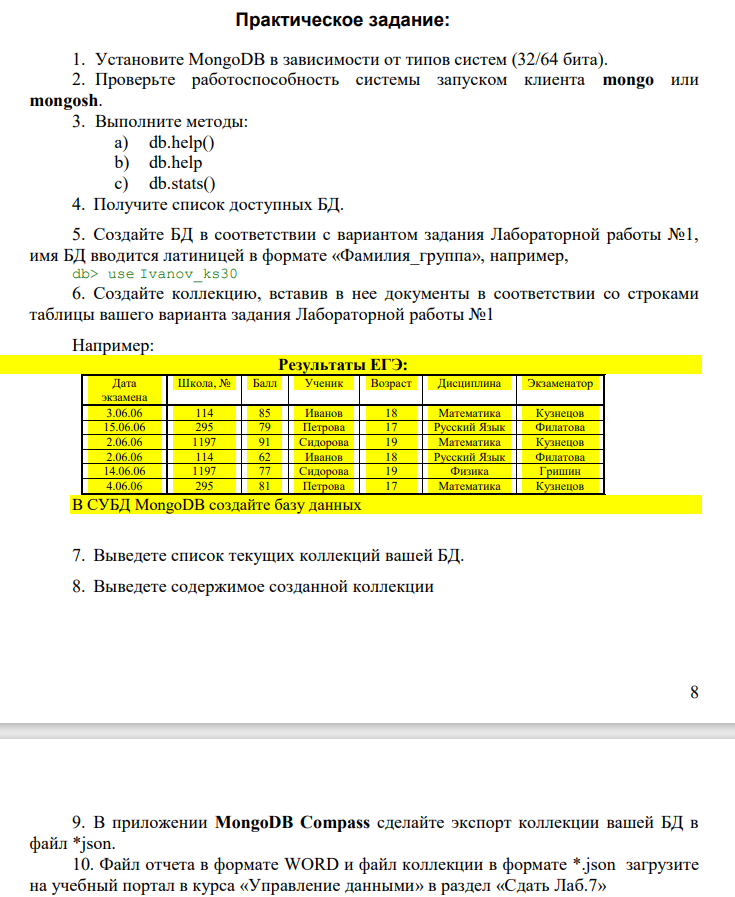 Практическое задание:
1. Установите MongoDB в зависимости от типов систем (32/64 бита).
2. Проверьте работоспособность системы запуском клиента mongo или
mongosh.
3. Выполните методы:
a) db.help()
b) db.help
c) db.stats()
4. Получите список доступных БД.
5. Создайте БД в соответствии с вариантом задания Лабораторной работы №1,
имя БД вводится латиницей в формате «Фамилия_группа», например,
db> use Ivanov_ks30
6. Создайте коллекцию, вставив в нее документы в соответствии со строками
таблицы вашего варианта задания Лабораторной работы №1
Например:
Результаты ЕГЭ:
Дата Школа, № Балл Ученик Возраст Дисциплина Экзаменатор
экзамена
3.06.06 114 85 Иванов 18 Математика Кузнецов
15.06.06 295 79 Петрова 17 Русский Язык Филатова
2.06.06 1197 91 Сидорова 19 Математика Кузнецов
2.06.06 114 62 Иванов 18 Русский Язык Филатова
14.06.06 1197 77 Сидорова 19 Физика Гришин
4.06.06 295 81 Петрова 17 Математика Кузнецов
В СУБД MongoDB создайте базу данных
7. Выведете список текущих коллекций вашей БД.
8. Выведете содержимое созданной коллекции
8
9. В приложении MongoDB Compass сделайте экспорт коллекции вашей БД в
файл *json.
10. Файл отчета в формате WORD и файл коллекции в формате *.json загрузите
на учебный портал в курса «Управление данными» в раздел «Сдать Лаб.7»